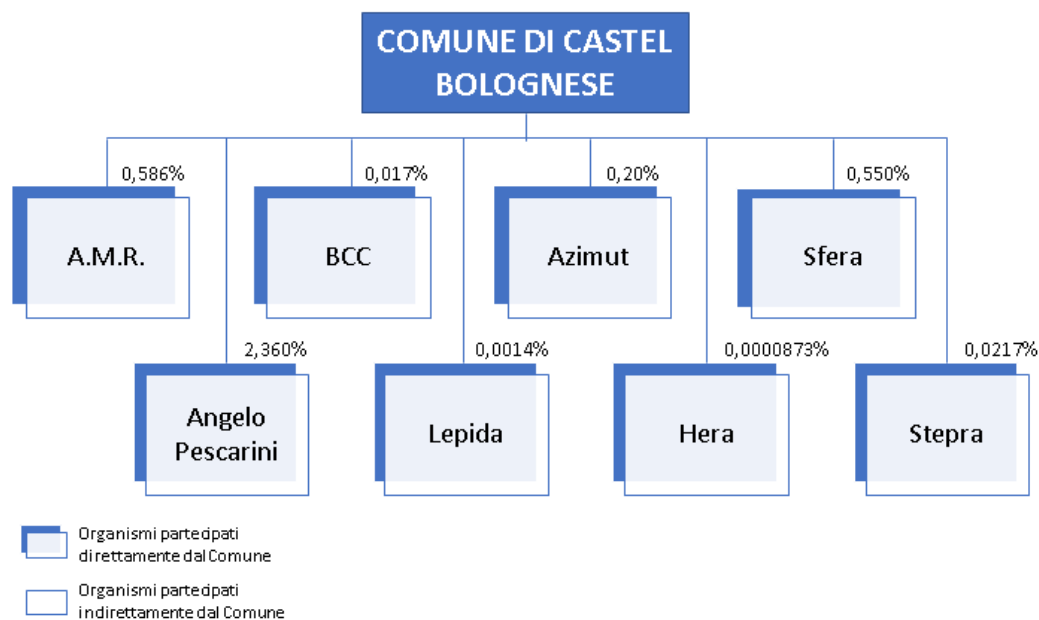 COMUNE DI CASTEL
BOLOGNESE
0,586%
0,017%
0,20%
0,550%
A.M.R.
BCC
Azimut
Sfera
2,360%
0,0014%
0,0000873%
0,0217%
Angelo
Pescarini
Lepida
Hera
Stepra
Organismi partecipati
direttamente dal Comune
Organismi partecipati
indirettamente dal Comune